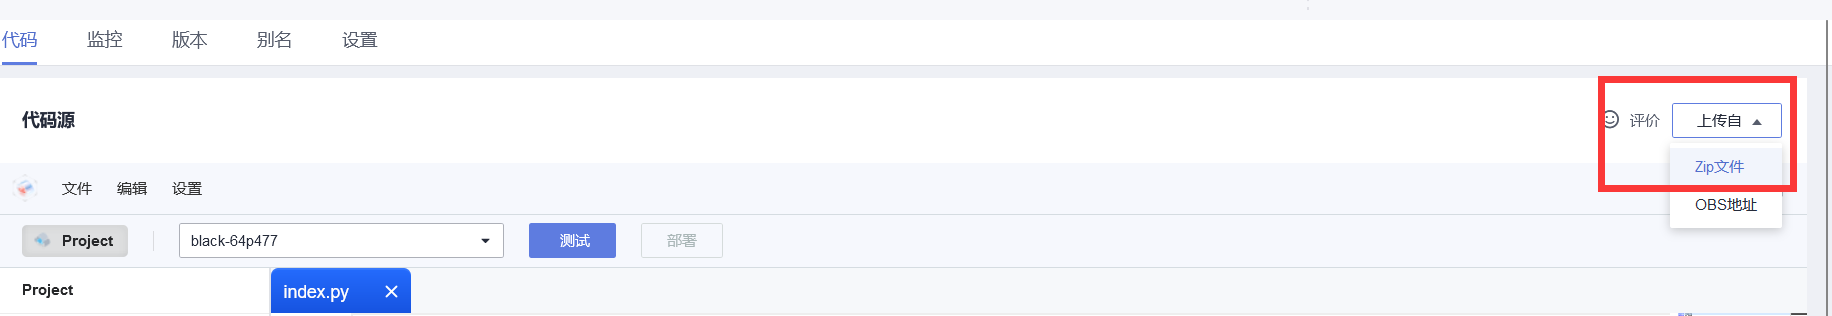 代码 监控 版本 别名 设置
代码源 评价 上传自
Zip文件
文件 编辑 设置
OBS地址
Project black-64p477 测试 部署
Project index.py